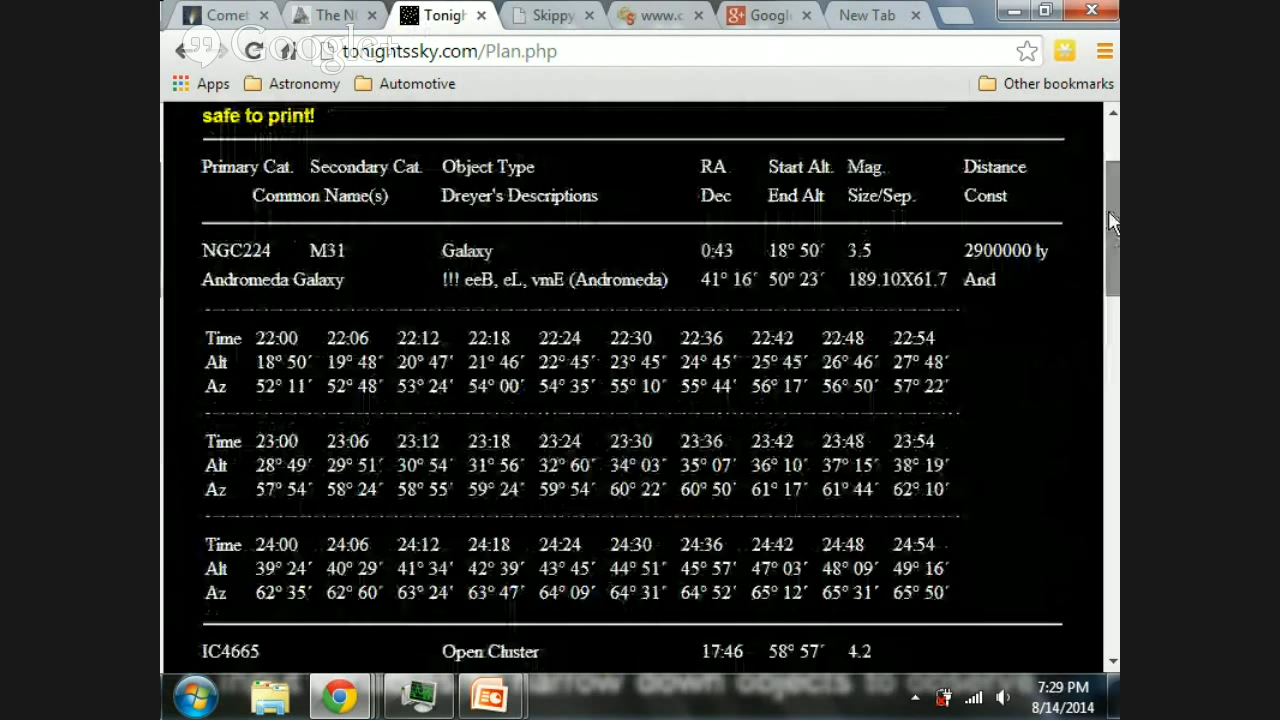 Comet
The N
Tonigh
Skippy
www.c
Googl
New Tab
Google+
tonightssky.com/Plan.php
Apps Astronomy Automotive Other bookmarks
safe to print!
Primary Cat. Secondary Cat. Object Type RA. Start Alt. Mag. Distance
Common Name(s) Dreyer's Descriptions Dec End Alt Size/Sep. Const
NGC224 M31 Galaxy 0:43 18° 50´ 3.5 2900000 ly
Andromeda Galaxy !!! eeB, eL, vmE (Andromeda) 41° 16´ 50° 23´ 189.10X61.7 And
Time 22:00 22:06 22:12 22:18 22:24 22:30 22:36 22:42 22:48 22:54
Alt 18° 50´ 19° 48´ 20° 47´ 21° 46´ 22° 45´ 23° 45´ 24° 45´ 25° 45´ 26° 46´ 27° 48´
Az 52° 11´ 52° 48´ 53° 24´ 54° 00´ 54° 35´ 55° 10´ 55° 44´ 56° 17´ 56° 50´ 57° 22´
Time 23:00 23:06 23:12 23:18 23:24 23:30 23:36 23:42 23:48 23:54
Alt 28° 49´ 29° 51´ 30° 54´ 31° 56´ 32° 60´ 34° 03´ 35° 07´ 36° 10´ 37° 15´ 38° 19´
Az 57° 54´ 58° 24´ 58° 55´ 59° 24´ 59° 54´ 60° 22´ 60° 50´ 61° 17´ 61° 44´ 62° 10´
Time 24:00 24:06 24:12 24:18 24:24 24:30 24:36 24:42 24:48 24:54
Alt 39° 24´ 40° 29´ 41° 34´ 42° 39´ 43° 45´ 44° 51´ 45° 57´ 47° 03´ 48° 09´ 49° 16´
Az 62° 35´ 62° 60´ 63° 24´ 63° 47´ 64° 09´ 64° 31´ 64° 52´ 65° 12´ 65° 31´ 65° 50´
IC4665 Open Cluster 17:46 58° 57´ 4.2
7:29 PM
8/14/2014